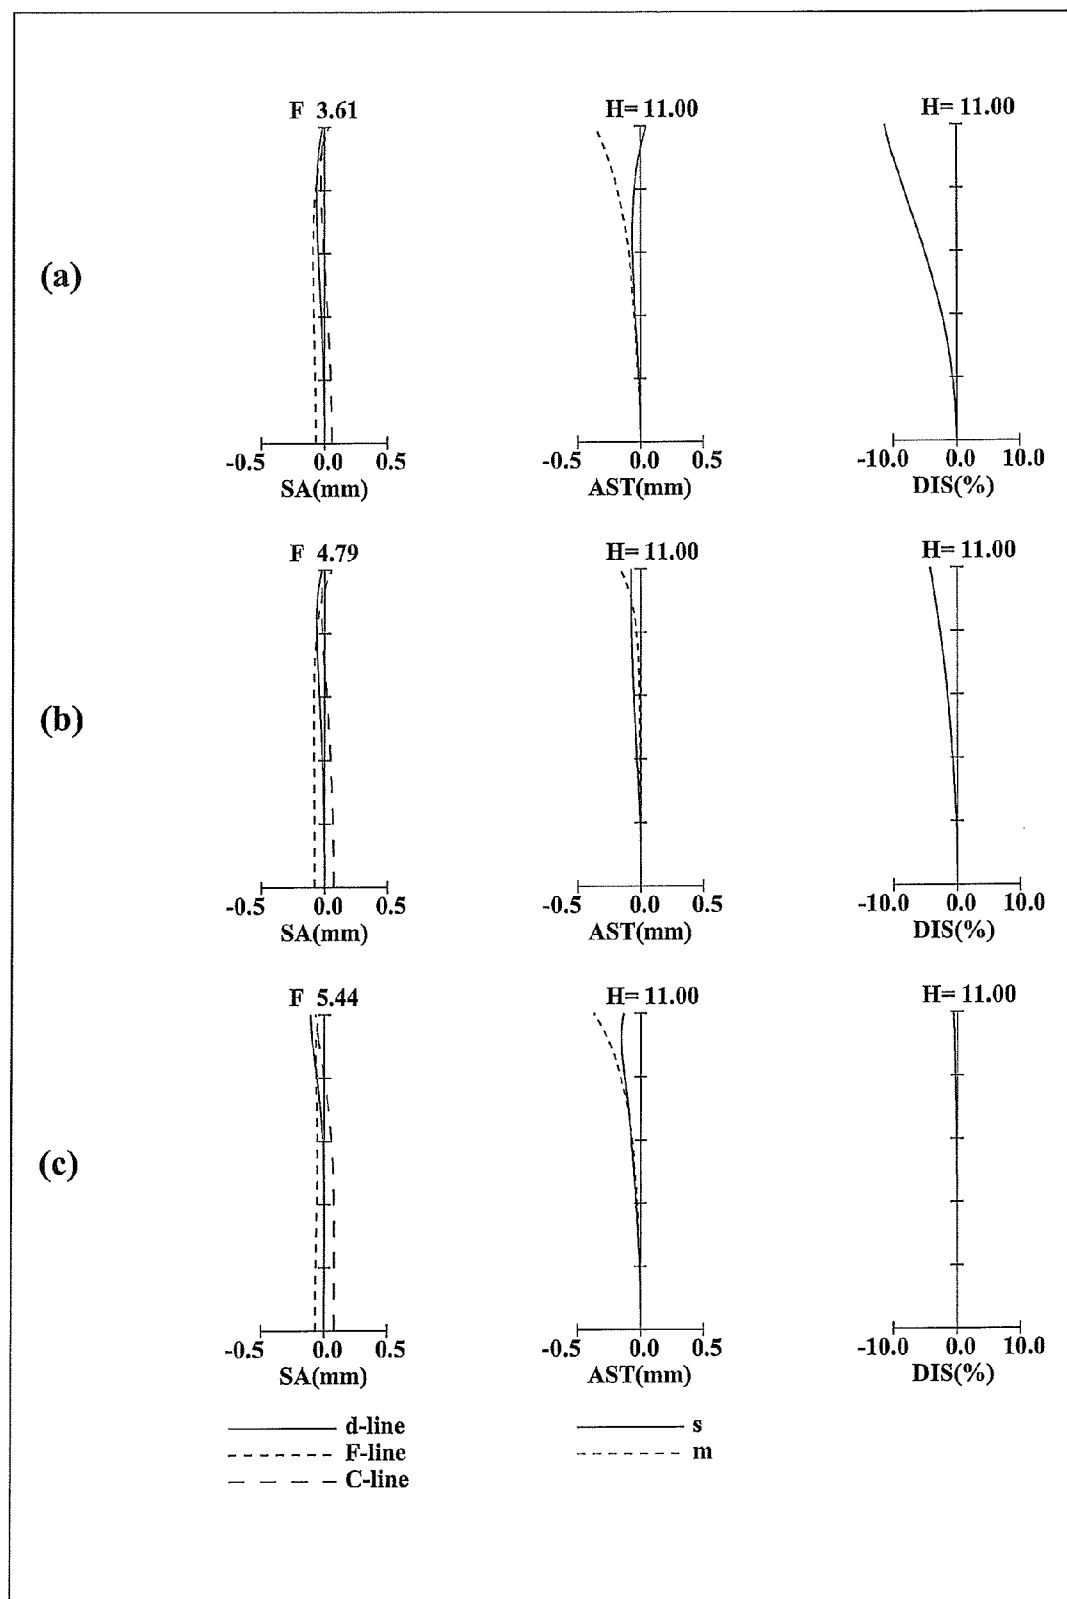 (a)
F 3.61
-0.5 0.0 0.5
SA(mm)
H= 11.00
-0.5 0.0 0.5
AST(mm)
H= 11.00
-10.0 0.0 10.0
DIS(%)
(b)
F 4.79
-0.5 0.0 0.5
SA(mm)
H= 11.00
-0.5 0.0 0.5
AST(mm)
H= 11.00
-10.0 0.0 10.0
DIS(%)
(c)
F 5.44
-0.5 0.0 0.5
SA(mm)
H= 11.00
-0.5 0.0 0.5
AST(mm)
H= 11.00
-10.0 0.0 10.0
DIS(%)
d-line
F-line
C-line
s
m